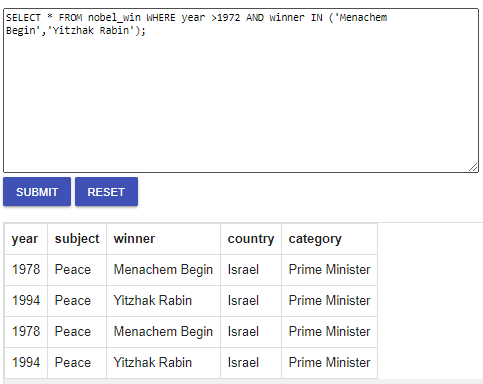 SELECT * FROM nobel_win WHERE year >1972 AND winner IN ('Menachem
Begin','Yitzhak Rabin');
SUBMIT RESET
year subject winner country category
1978 Peace Menachem Begin Israel Prime Minister
1994 Peace Yitzhak Rabin Israel Prime Minister
1978 Peace Menachem Begin Israel Prime Minister
1994 Peace Yitzhak Rabin Israel Prime Minister